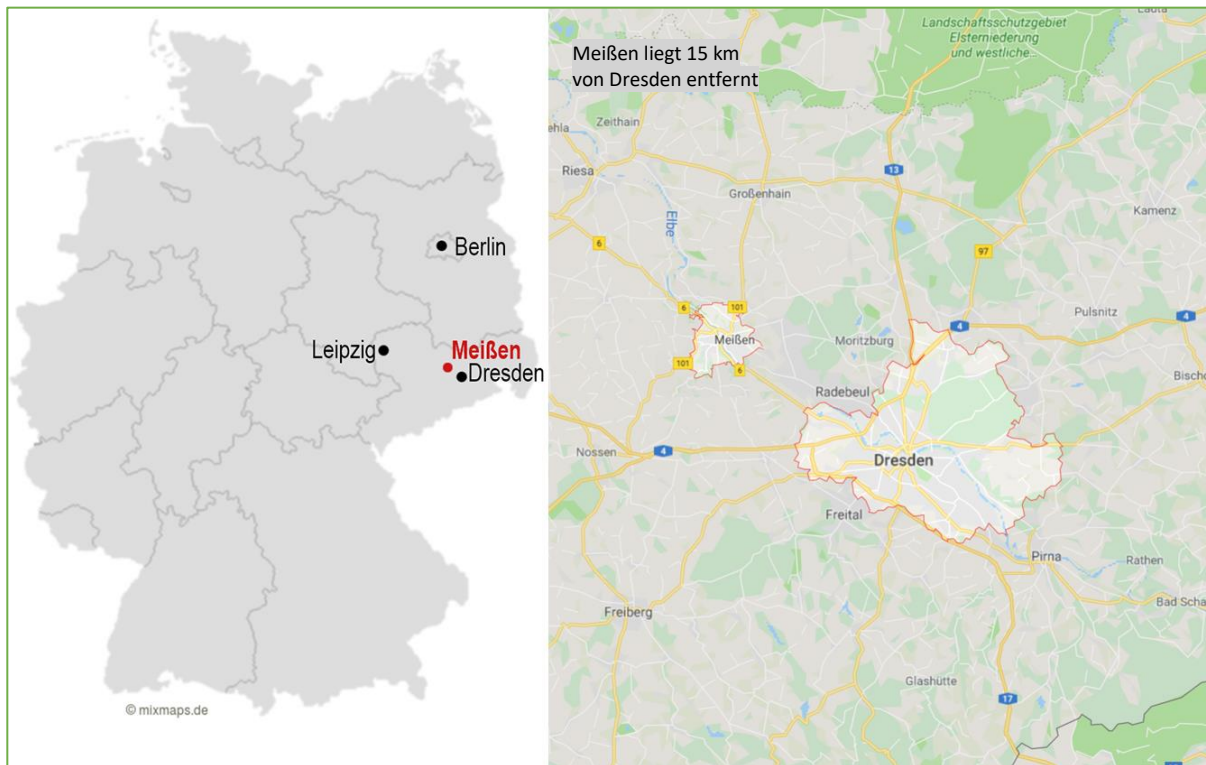 Berlin
Leipzig
Meißen
Dresden
© mixmaps.de
Meißen liegt 15 km
von Dresden entfernt
Landschaftsschutzgebiet
Elsterniederung
und westliche...
Zeithain
Riesa
Elbe
Großenhain
13
Kamenz
6
97
6
101
4
4
Pulsnitz
Meißen
Moritzburg
101
6
Radebeul
Nossen
4
Dresden
Freital
Pirna
Rathen
Freiberg
Bad Scha
Glashütte
17